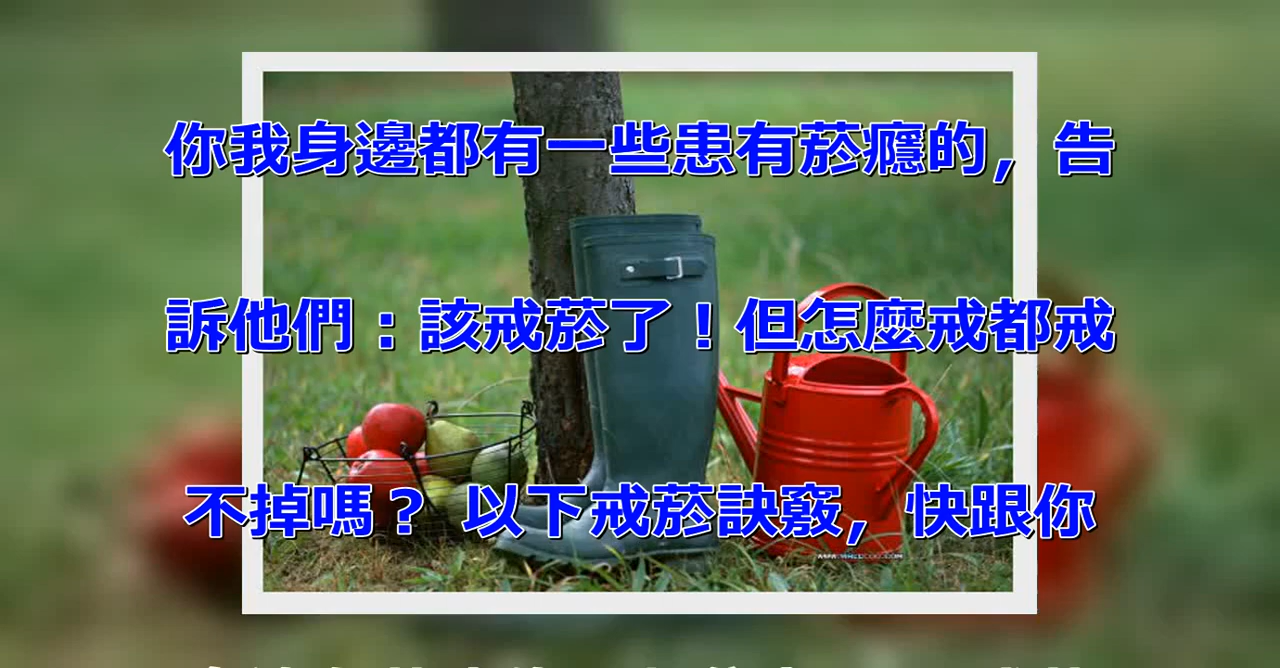 你我身邊都有一些患有菸癮的，告
訴他們：該戒菸了！但怎麼戒都戒
不掉嗎？ 以下戒菸訣竅，快跟你